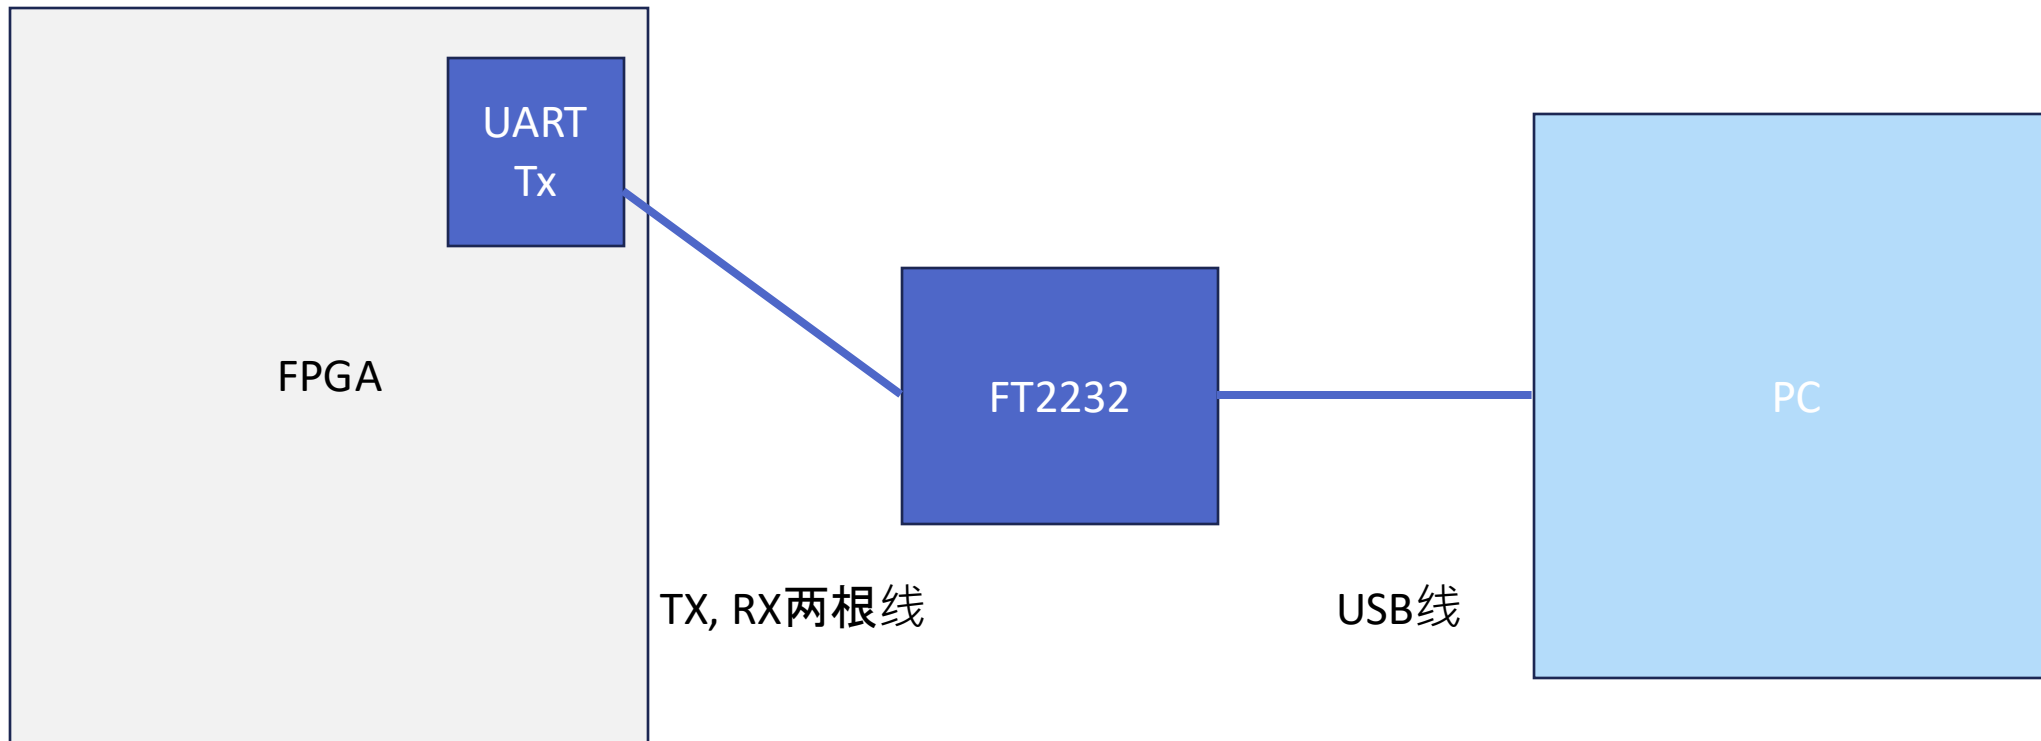 UART
Tx
FPGA
FT2232
PC
TX, RX两根线
USB线